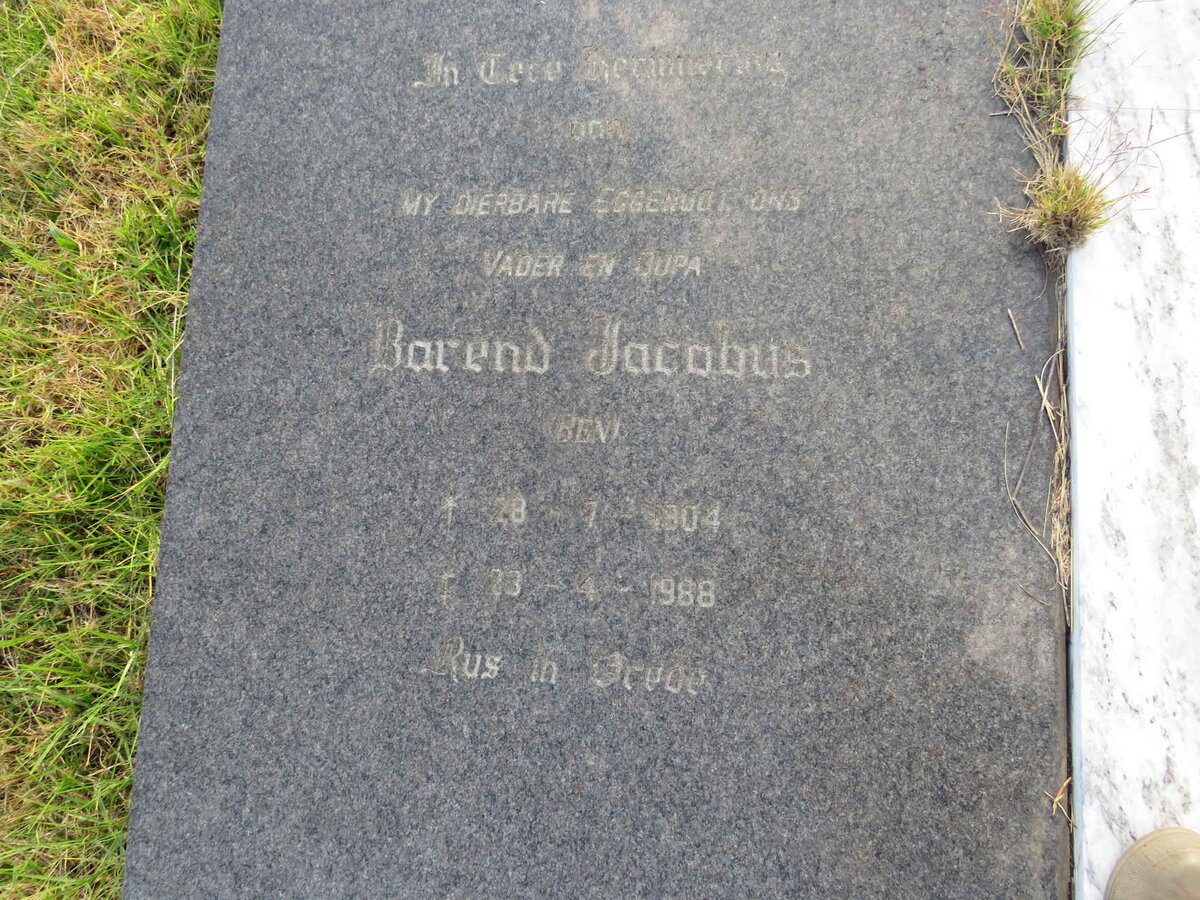 In Tere Herinnering
aan
MY DIERBARE EGGENOOT, ONS
VADER EN OUPA
Barend Jacobus
(BEN)
28 - 7 - 1904
† 23 - 4 - 1988
Rus in Vrede